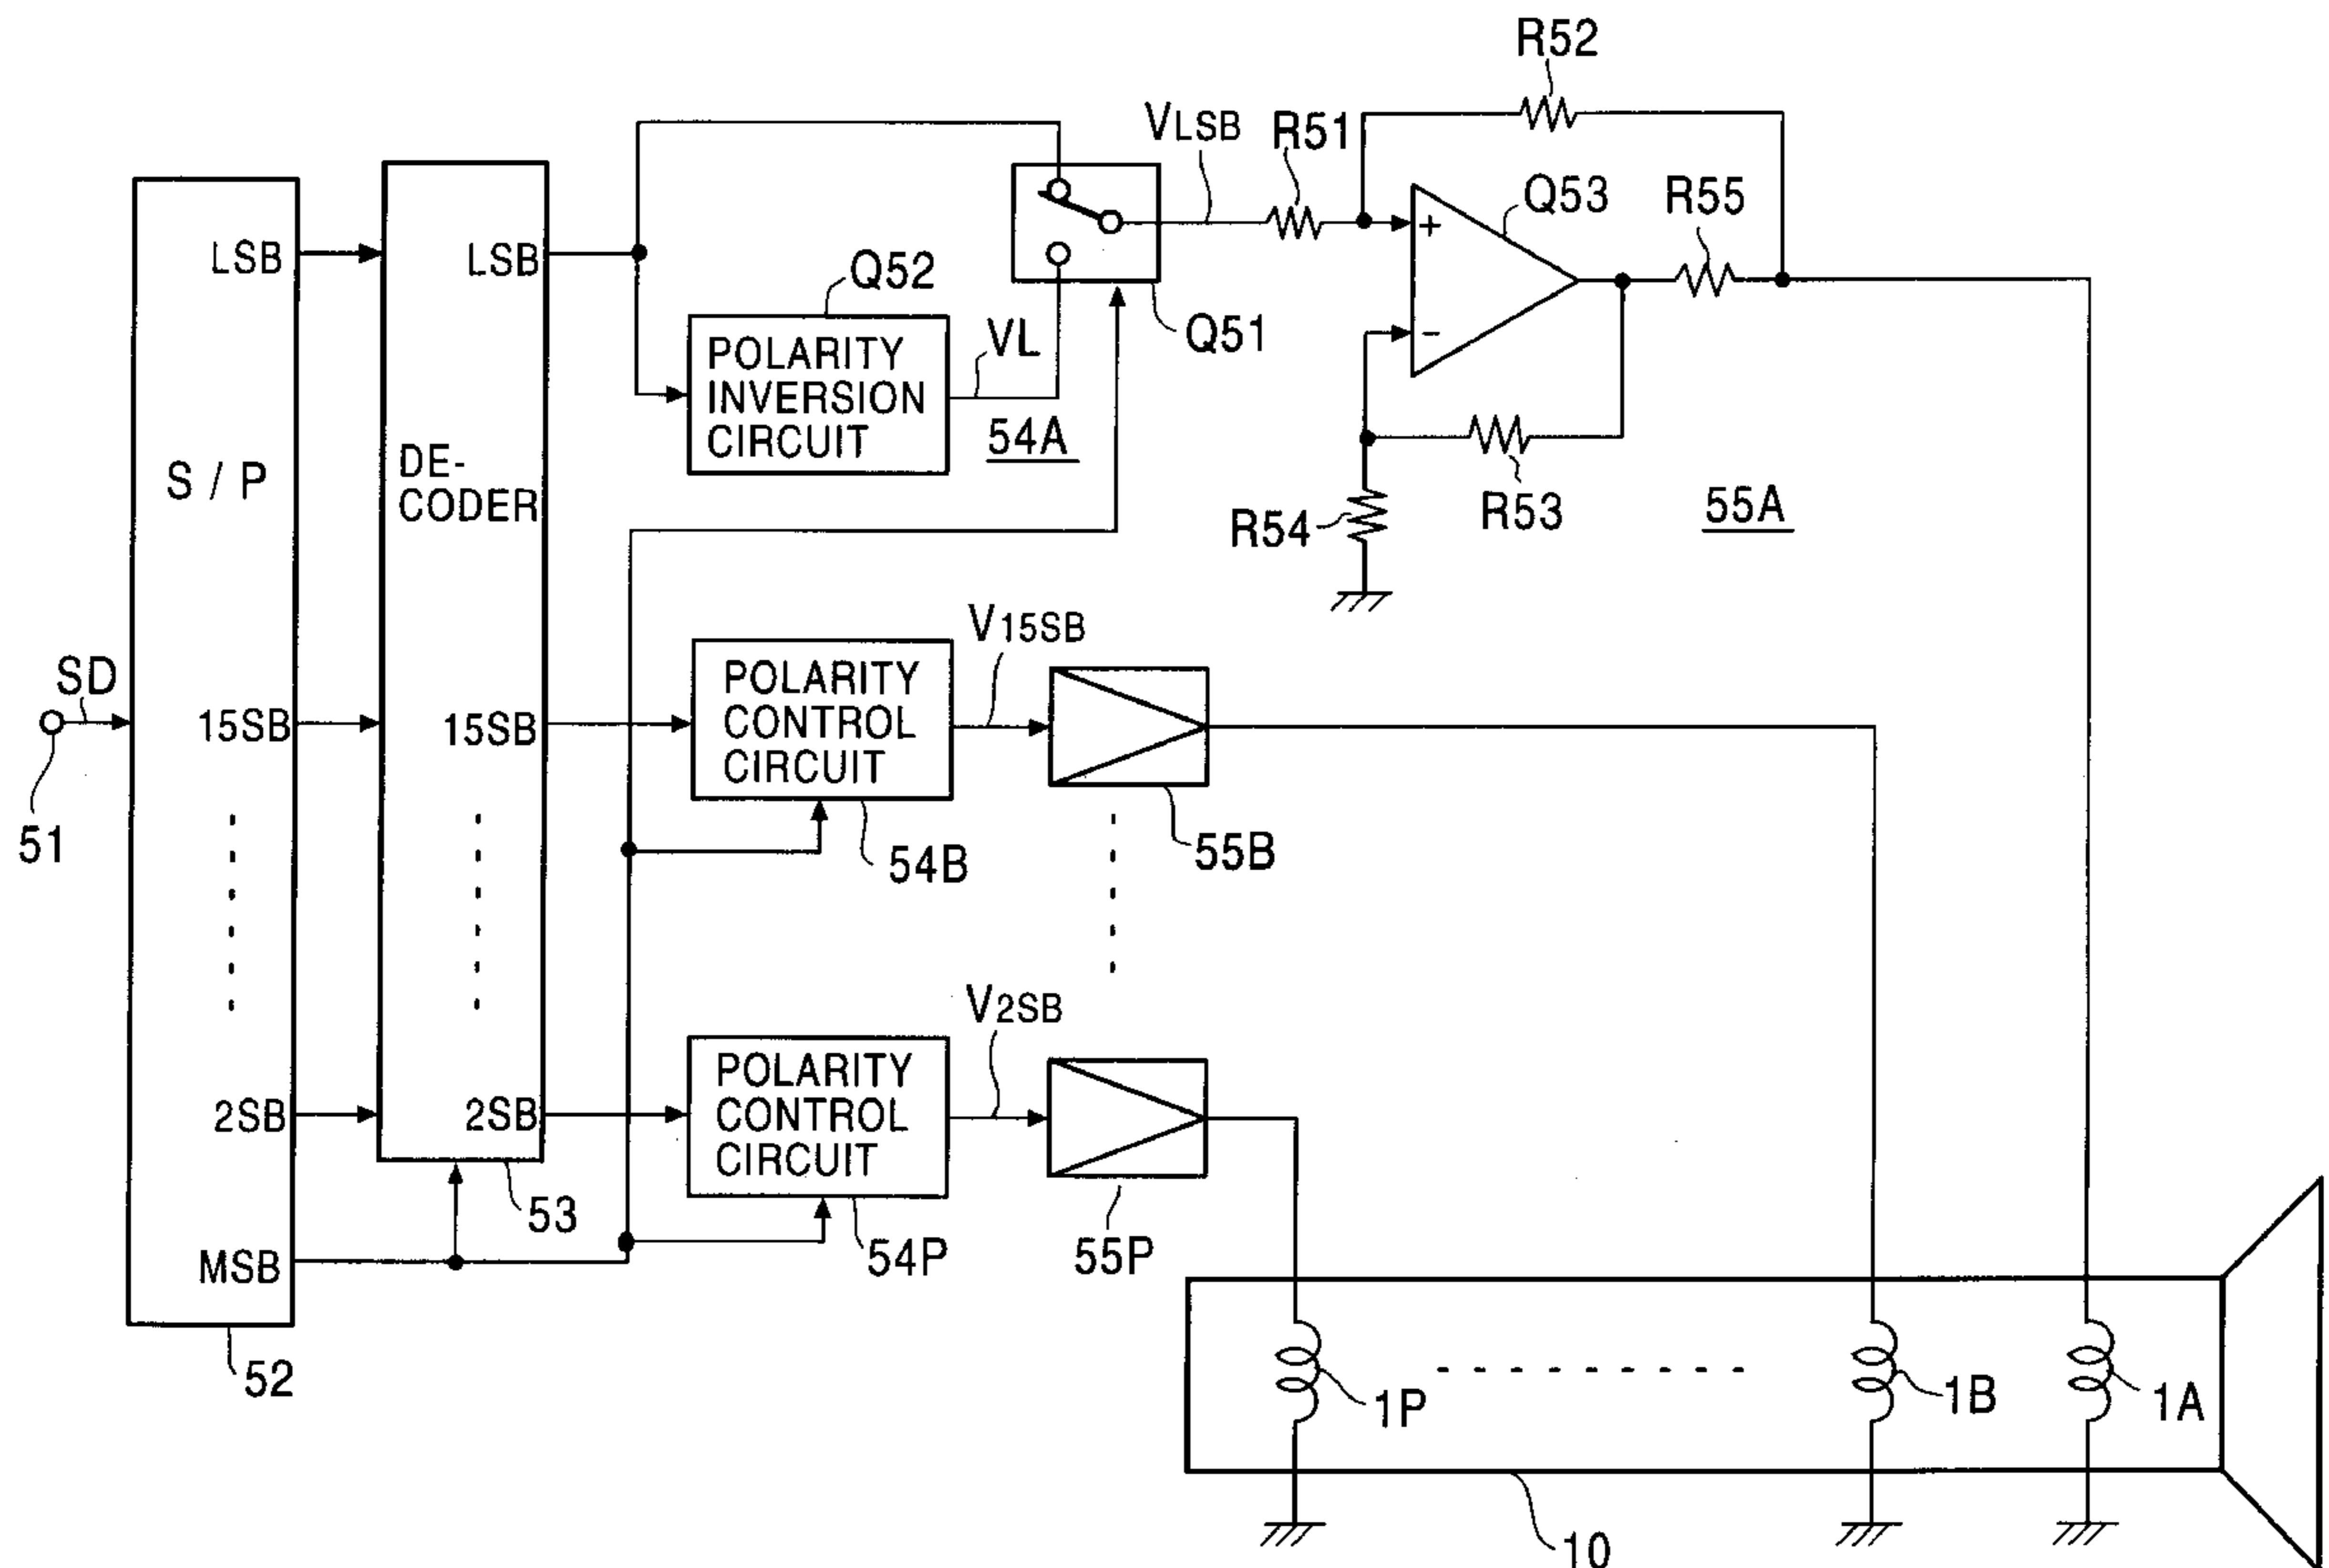 R52
VLSB
R51
Q53
R55
LSB
LSB
Q52
POLARITY
INVERSION
CIRCUIT
VL
54A
Q51
+
-
S / P
DE-
CODER
R54
R53
55A
SD
51
15SB
15SB
POLARITY
CONTROL
CIRCUIT
V15SB
54B
55B
2SB
2SB
POLARITY
CONTROL
CIRCUIT
V2SB
53
54P
55P
MSB
52
1P
1B
1A
10